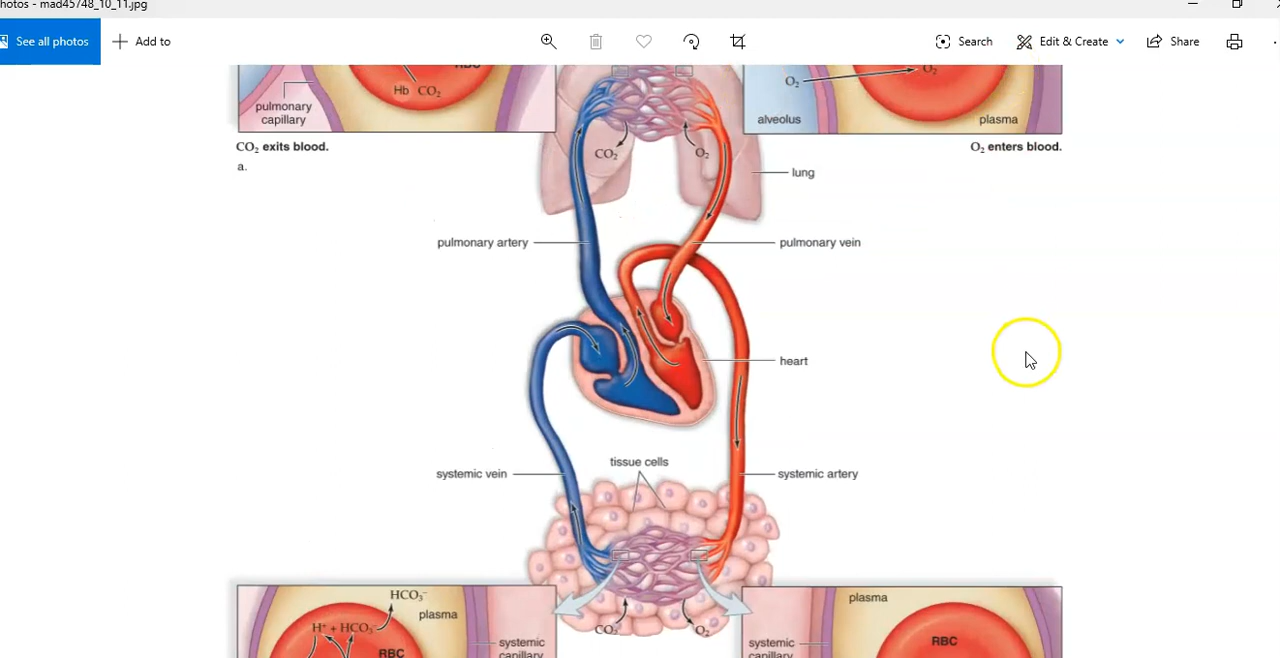 hotos - mad45748_10_11.jpg
See all photos
Add to
Search
Edit & Create
Share
Hb CO₂
pulmonary
capillary
O₂
O₂
alveolus
plasma
CO₂ exits blood.
O₂ enters blood.
a.
CO₂
O₂
lung
pulmonary artery
pulmonary vein
heart
tissue cells
systemic vein
systemic artery
HCO₃⁻
plasma
H⁺ + HCO₃⁻
RBC
systemic
CO₂
O₂
plasma
RBC
systemic